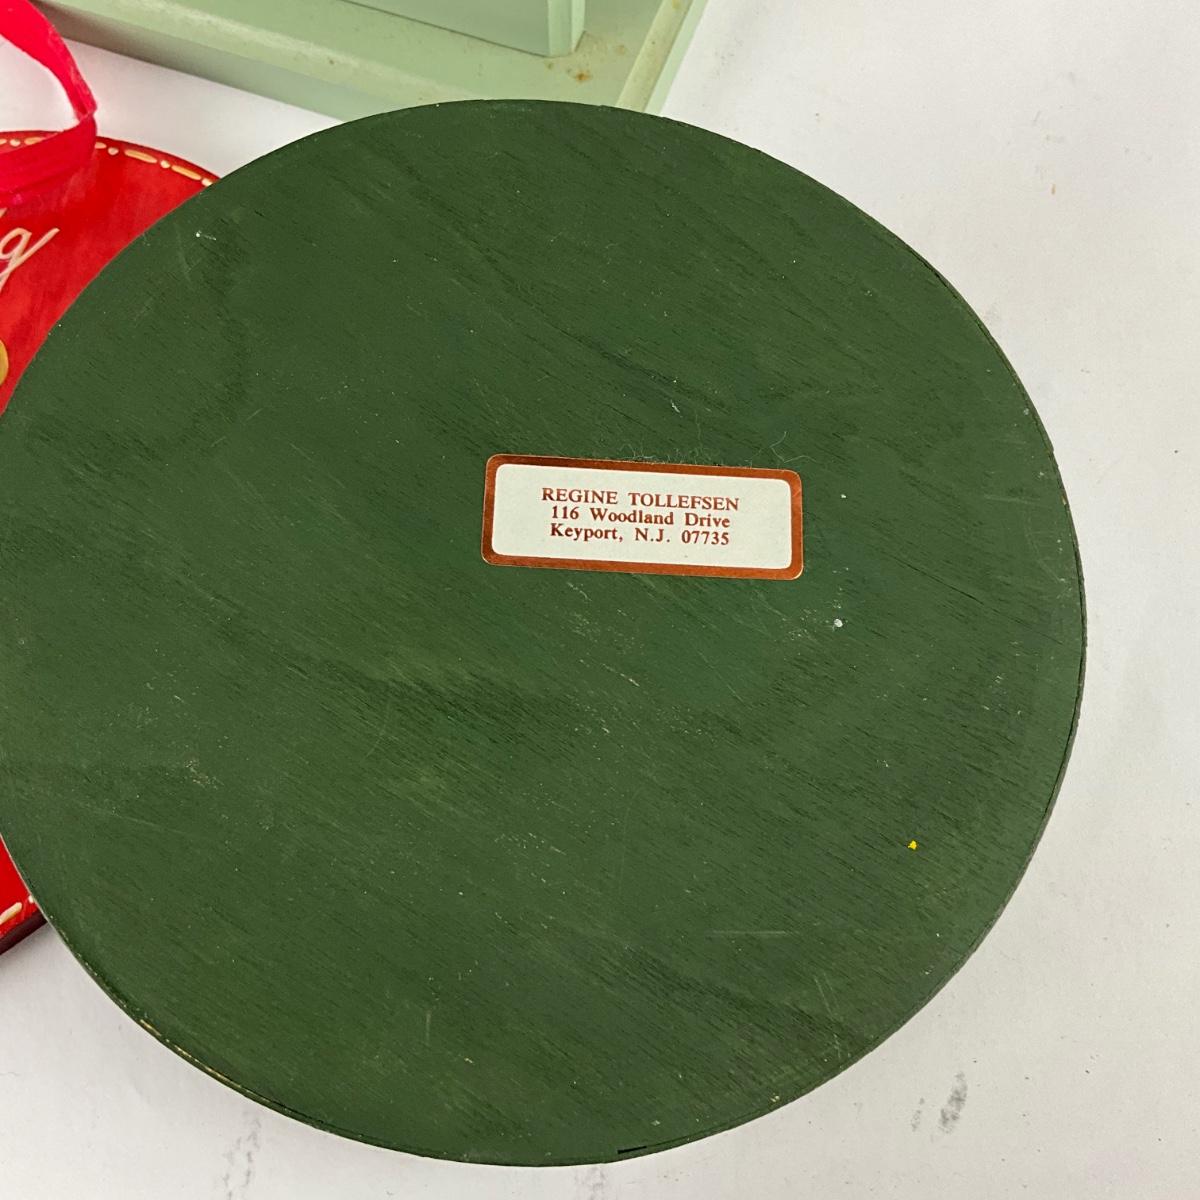 REGINE TOLLEFSEN
116 Woodland Drive
Keyport, N.J. 07735